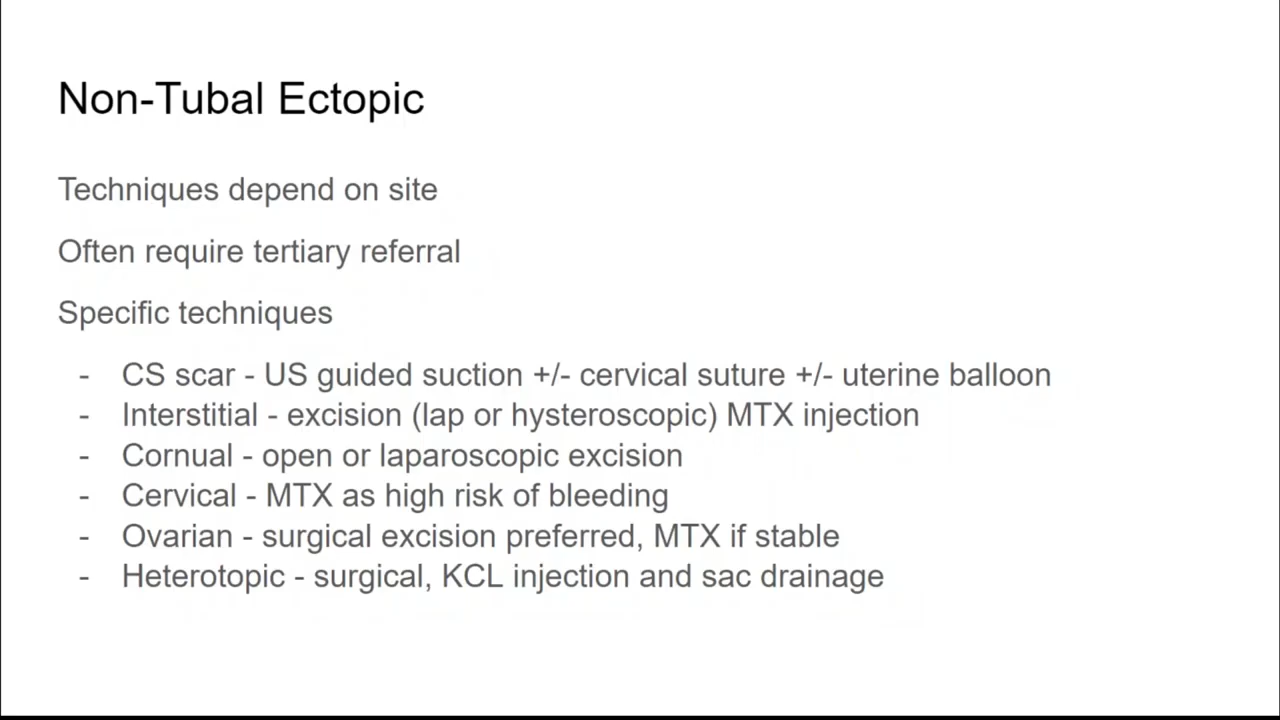 Non-Tubal Ectopic
Techniques depend on site
Often require tertiary referral
Specific techniques
- CS scar - US guided suction +/- cervical suture +/- uterine balloon
- Interstitial - excision (lap or hysteroscopic) MTX injection
- Cornual - open or laparoscopic excision
- Cervical - MTX as high risk of bleeding
- Ovarian - surgical excision preferred, MTX if stable
- Heterotopic - surgical, KCL injection and sac drainage